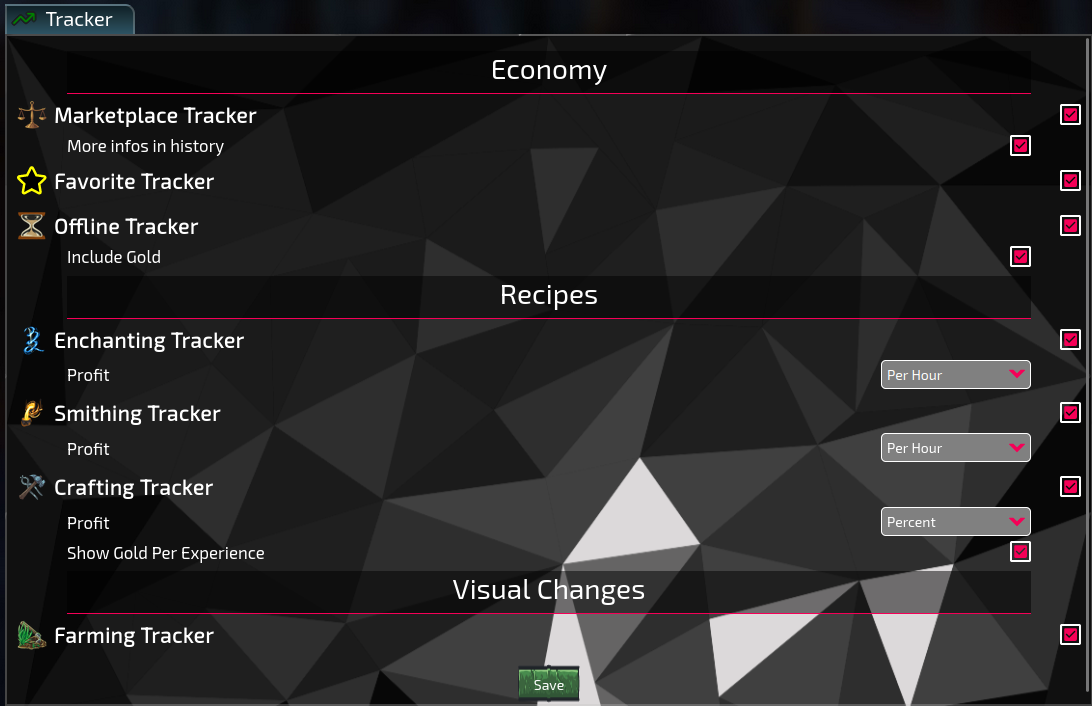 Tracker
Economy
Marketplace Tracker
More infos in history
Favorite Tracker
Offline Tracker
Include Gold
Recipes
Enchanting Tracker
Profit Per Hour
Smithing Tracker
Profit Per Hour
Crafting Tracker
Profit Percent
Show Gold Per Experience
Visual Changes
Farming Tracker
Save